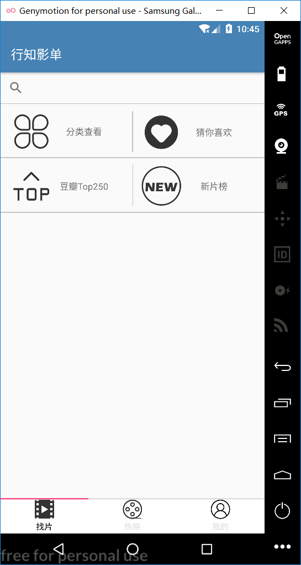 Genymotion for personal use - Samsung Gal...
10:45
Open
GAPPS
行知影单
GPS
分类查看
猜你喜欢
TOP
豆瓣Top250
NEW
新片榜
ID
找片
热映
我的
free for personal use